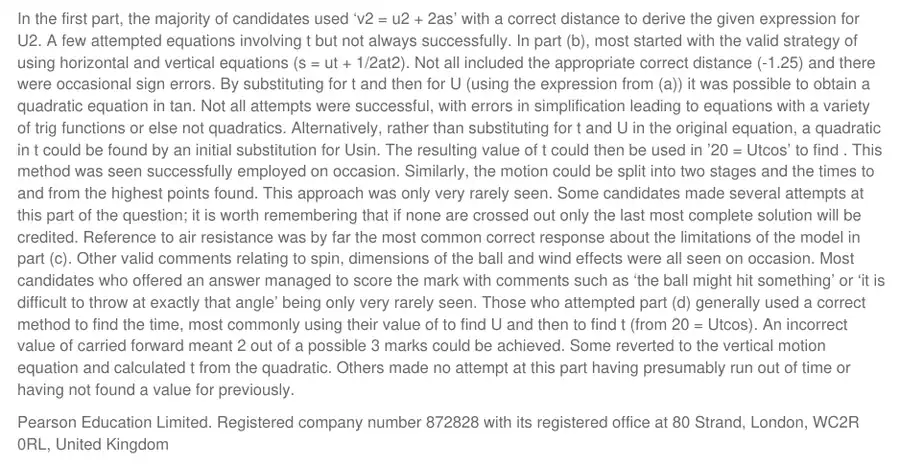 In the first part, the majority of candidates used ‘v2 = u2 + 2as’ with a correct distance to derive the given expression for
U2. A few attempted equations involving t but not always successfully. In part (b), most started with the valid strategy of
using horizontal and vertical equations (s = ut + 1/2at2). Not all included the appropriate correct distance (-1.25) and there
were occasional sign errors. By substituting for t and then for U (using the expression from (a)) it was possible to obtain a
quadratic equation in tan. Not all attempts were successful, with errors in simplification leading to equations with a variety
of trig functions or else not quadratics. Alternatively, rather than substituting for t and U in the original equation, a quadratic
in t could be found by an initial substitution for Usin. The resulting value of t could then be used in ’20 = Utcos’ to find . This
method was seen successfully employed on occasion. Similarly, the motion could be split into two stages and the times to
and from the highest points found. This approach was only very rarely seen. Some candidates made several attempts at
this part of the question; it is worth remembering that if none are crossed out only the last most complete solution will be
credited. Reference to air resistance was by far the most common correct response about the limitations of the model in
part (c). Other valid comments relating to spin, dimensions of the ball and wind effects were all seen on occasion. Most
candidates who offered an answer managed to score the mark with comments such as ‘the ball might hit something’ or ‘it is
difficult to throw at exactly that angle’ being only very rarely seen. Those who attempted part (d) generally used a correct
method to find the time, most commonly using their value of to find U and then to find t (from 20 = Utcos). An incorrect
value of carried forward meant 2 out of a possible 3 marks could be achieved. Some reverted to the vertical motion
equation and calculated t from the quadratic. Others made no attempt at this part having presumably run out of time or
having not found a value for previously.
Pearson Education Limited. Registered company number 872828 with its registered office at 80 Strand, London, WC2R
0RL, United Kingdom